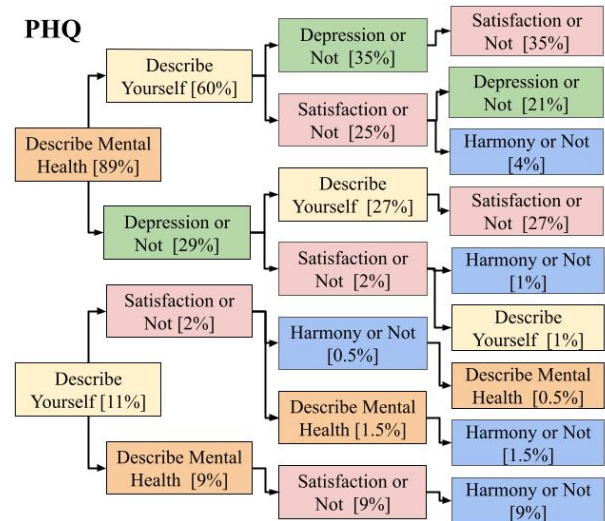 PHQ
Describe Mental
Health [89%]
Describe
Yourself [60%]
Depression or
Not [35%]
Satisfaction or
Not [35%]
Satisfaction or
Not [25%]
Depression or
Not [21%]
Harmony or Not
[4%]
Depression or
Not [29%]
Describe
Yourself [27%]
Satisfaction or
Not [27%]
Satisfaction or
Not [2%]
Harmony or Not
[1%]
Describe
Yourself [1%]
Describe
Yourself [11%]
Satisfaction or
Not [2%]
Harmony or Not
[0.5%]
Describe Mental
Health [0.5%]
Describe Mental
Health [1.5%]
Harmony or Not
[1.5%]
Describe Mental
Health [9%]
Satisfaction or
Not [9%]
Harmony or Not
[9%]